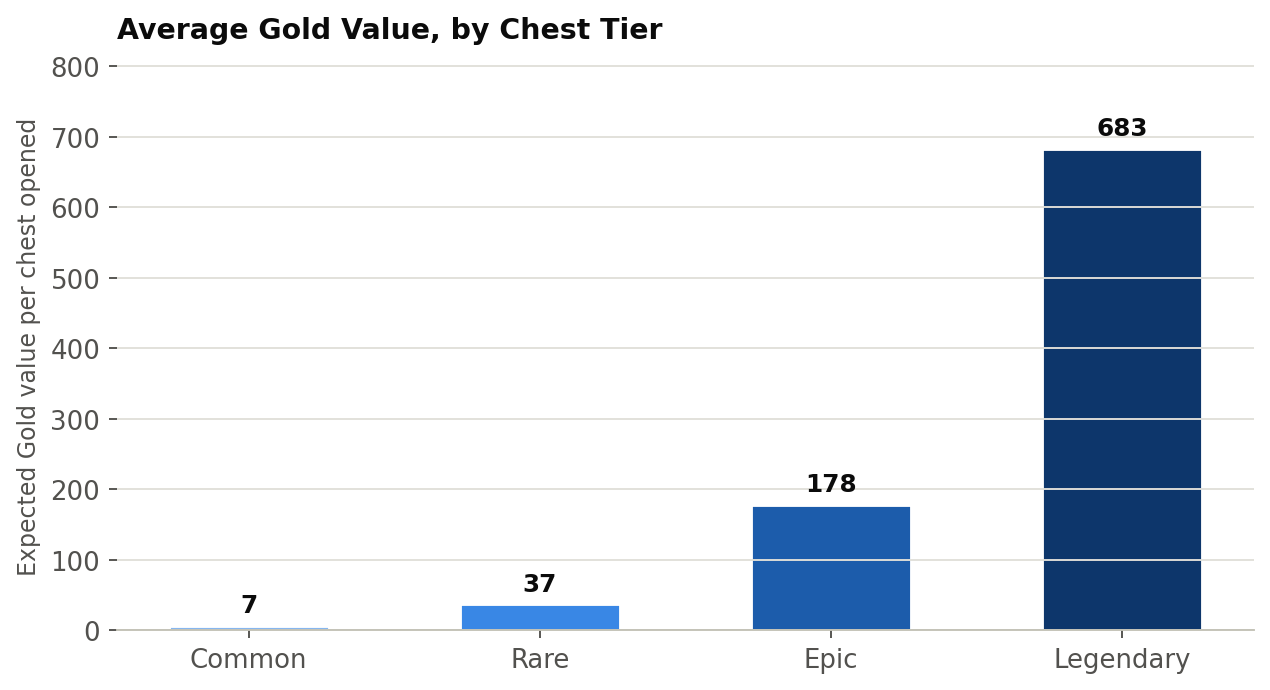 Average Gold Value, by Chest Tier
Expected Gold value per chest opened
800
700
600
500
400
300
200
100
0
7
37
178
683
Common
Rare
Epic
Legendary